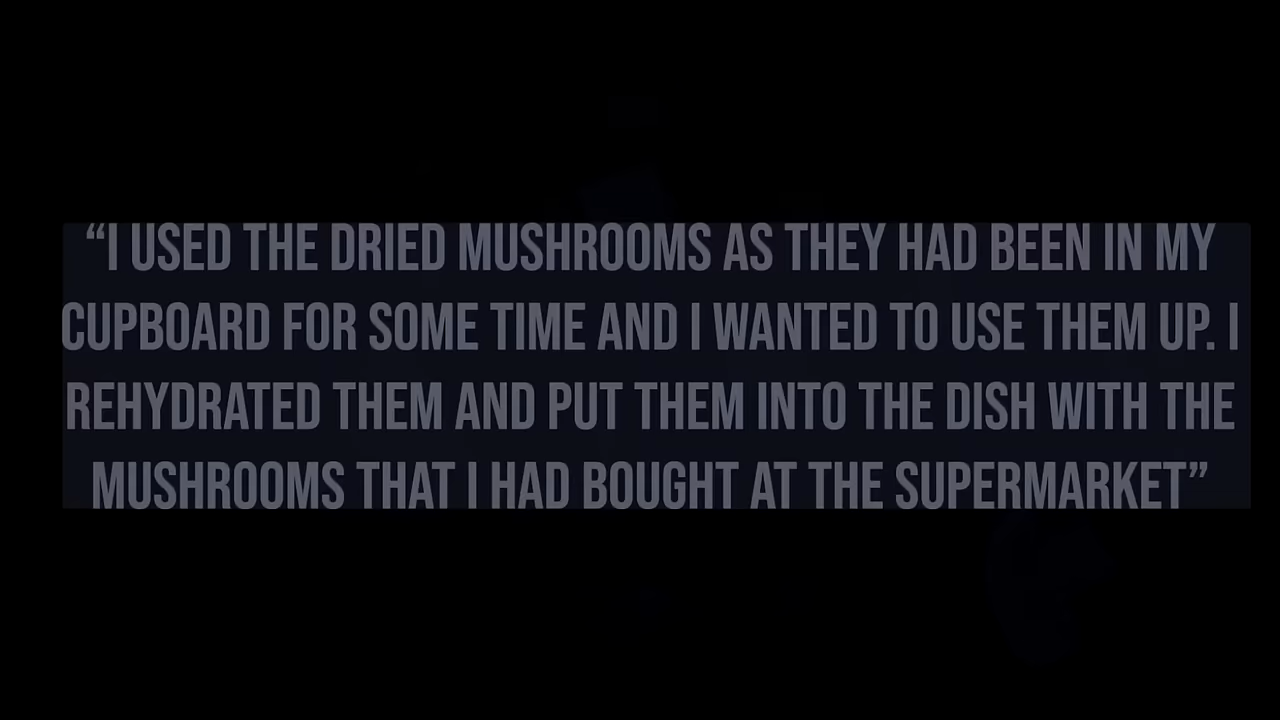 “I USED THE DRIED MUSHROOMS AS THEY HAD BEEN IN MY
CUPBOARD FOR SOME TIME AND I WANTED TO USE THEM UP. I
REHYDRATED THEM AND PUT THEM INTO THE DISH WITH THE
MUSHROOMS THAT I HAD BOUGHT AT THE SUPERMARKET”